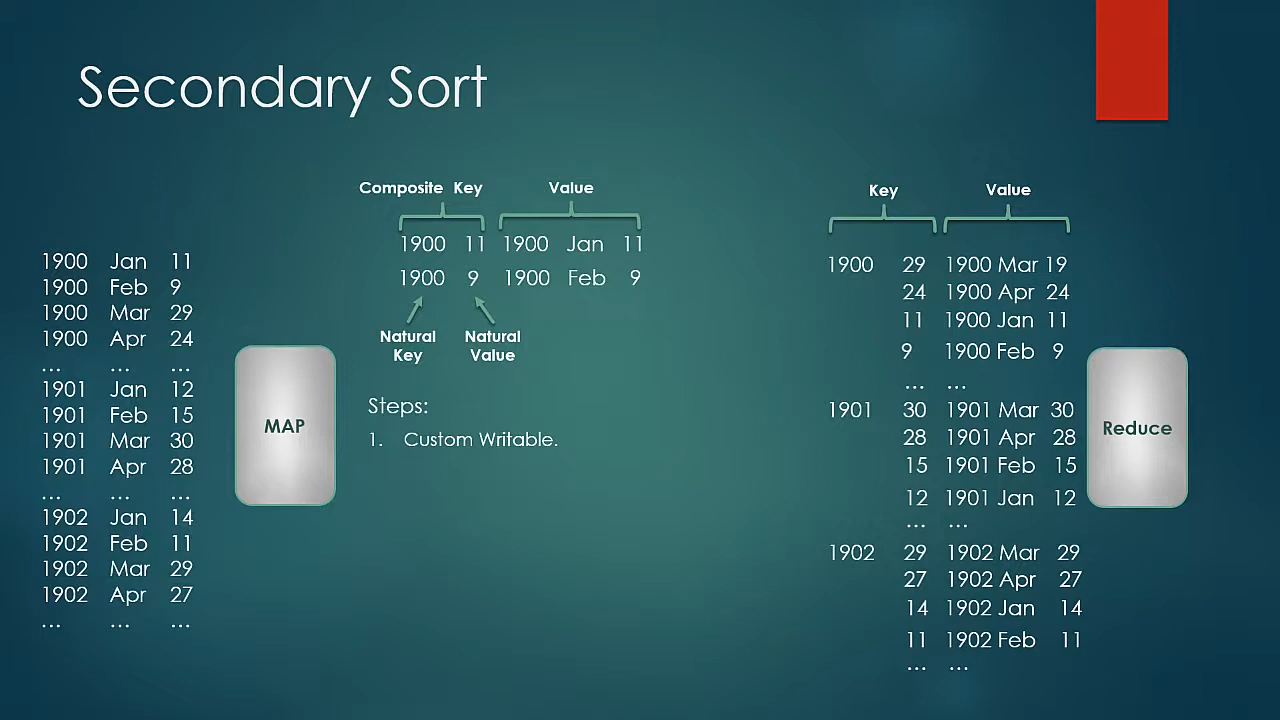 Secondary Sort
1900 Jan 11
1900 Feb 9
1900 Mar 29
1900 Apr 24
... ... ...
1901 Jan 12
1901 Feb 15
1901 Mar 30
1901 Apr 28
... ... ...
1902 Jan 14
1902 Feb 11
1902 Mar 29
1902 Apr 27
... ... ...
MAP
Composite Key Value
1900 11 1900 Jan 11
1900 9 1900 Feb 9
Natural Key
Natural Value
Steps:
1. Custom Writable.
Key Value
1900 29 1900 Mar 19
24 1900 Apr 24
11 1900 Jan 11
9 1900 Feb 9
... ...
1901 30 1901 Mar 30
28 1901 Apr 28
15 1901 Feb 15
12 1901 Jan 12
... ...
1902 29 1902 Mar 29
27 1902 Apr 27
14 1902 Jan 14
11 1902 Feb 11
... ...
Reduce